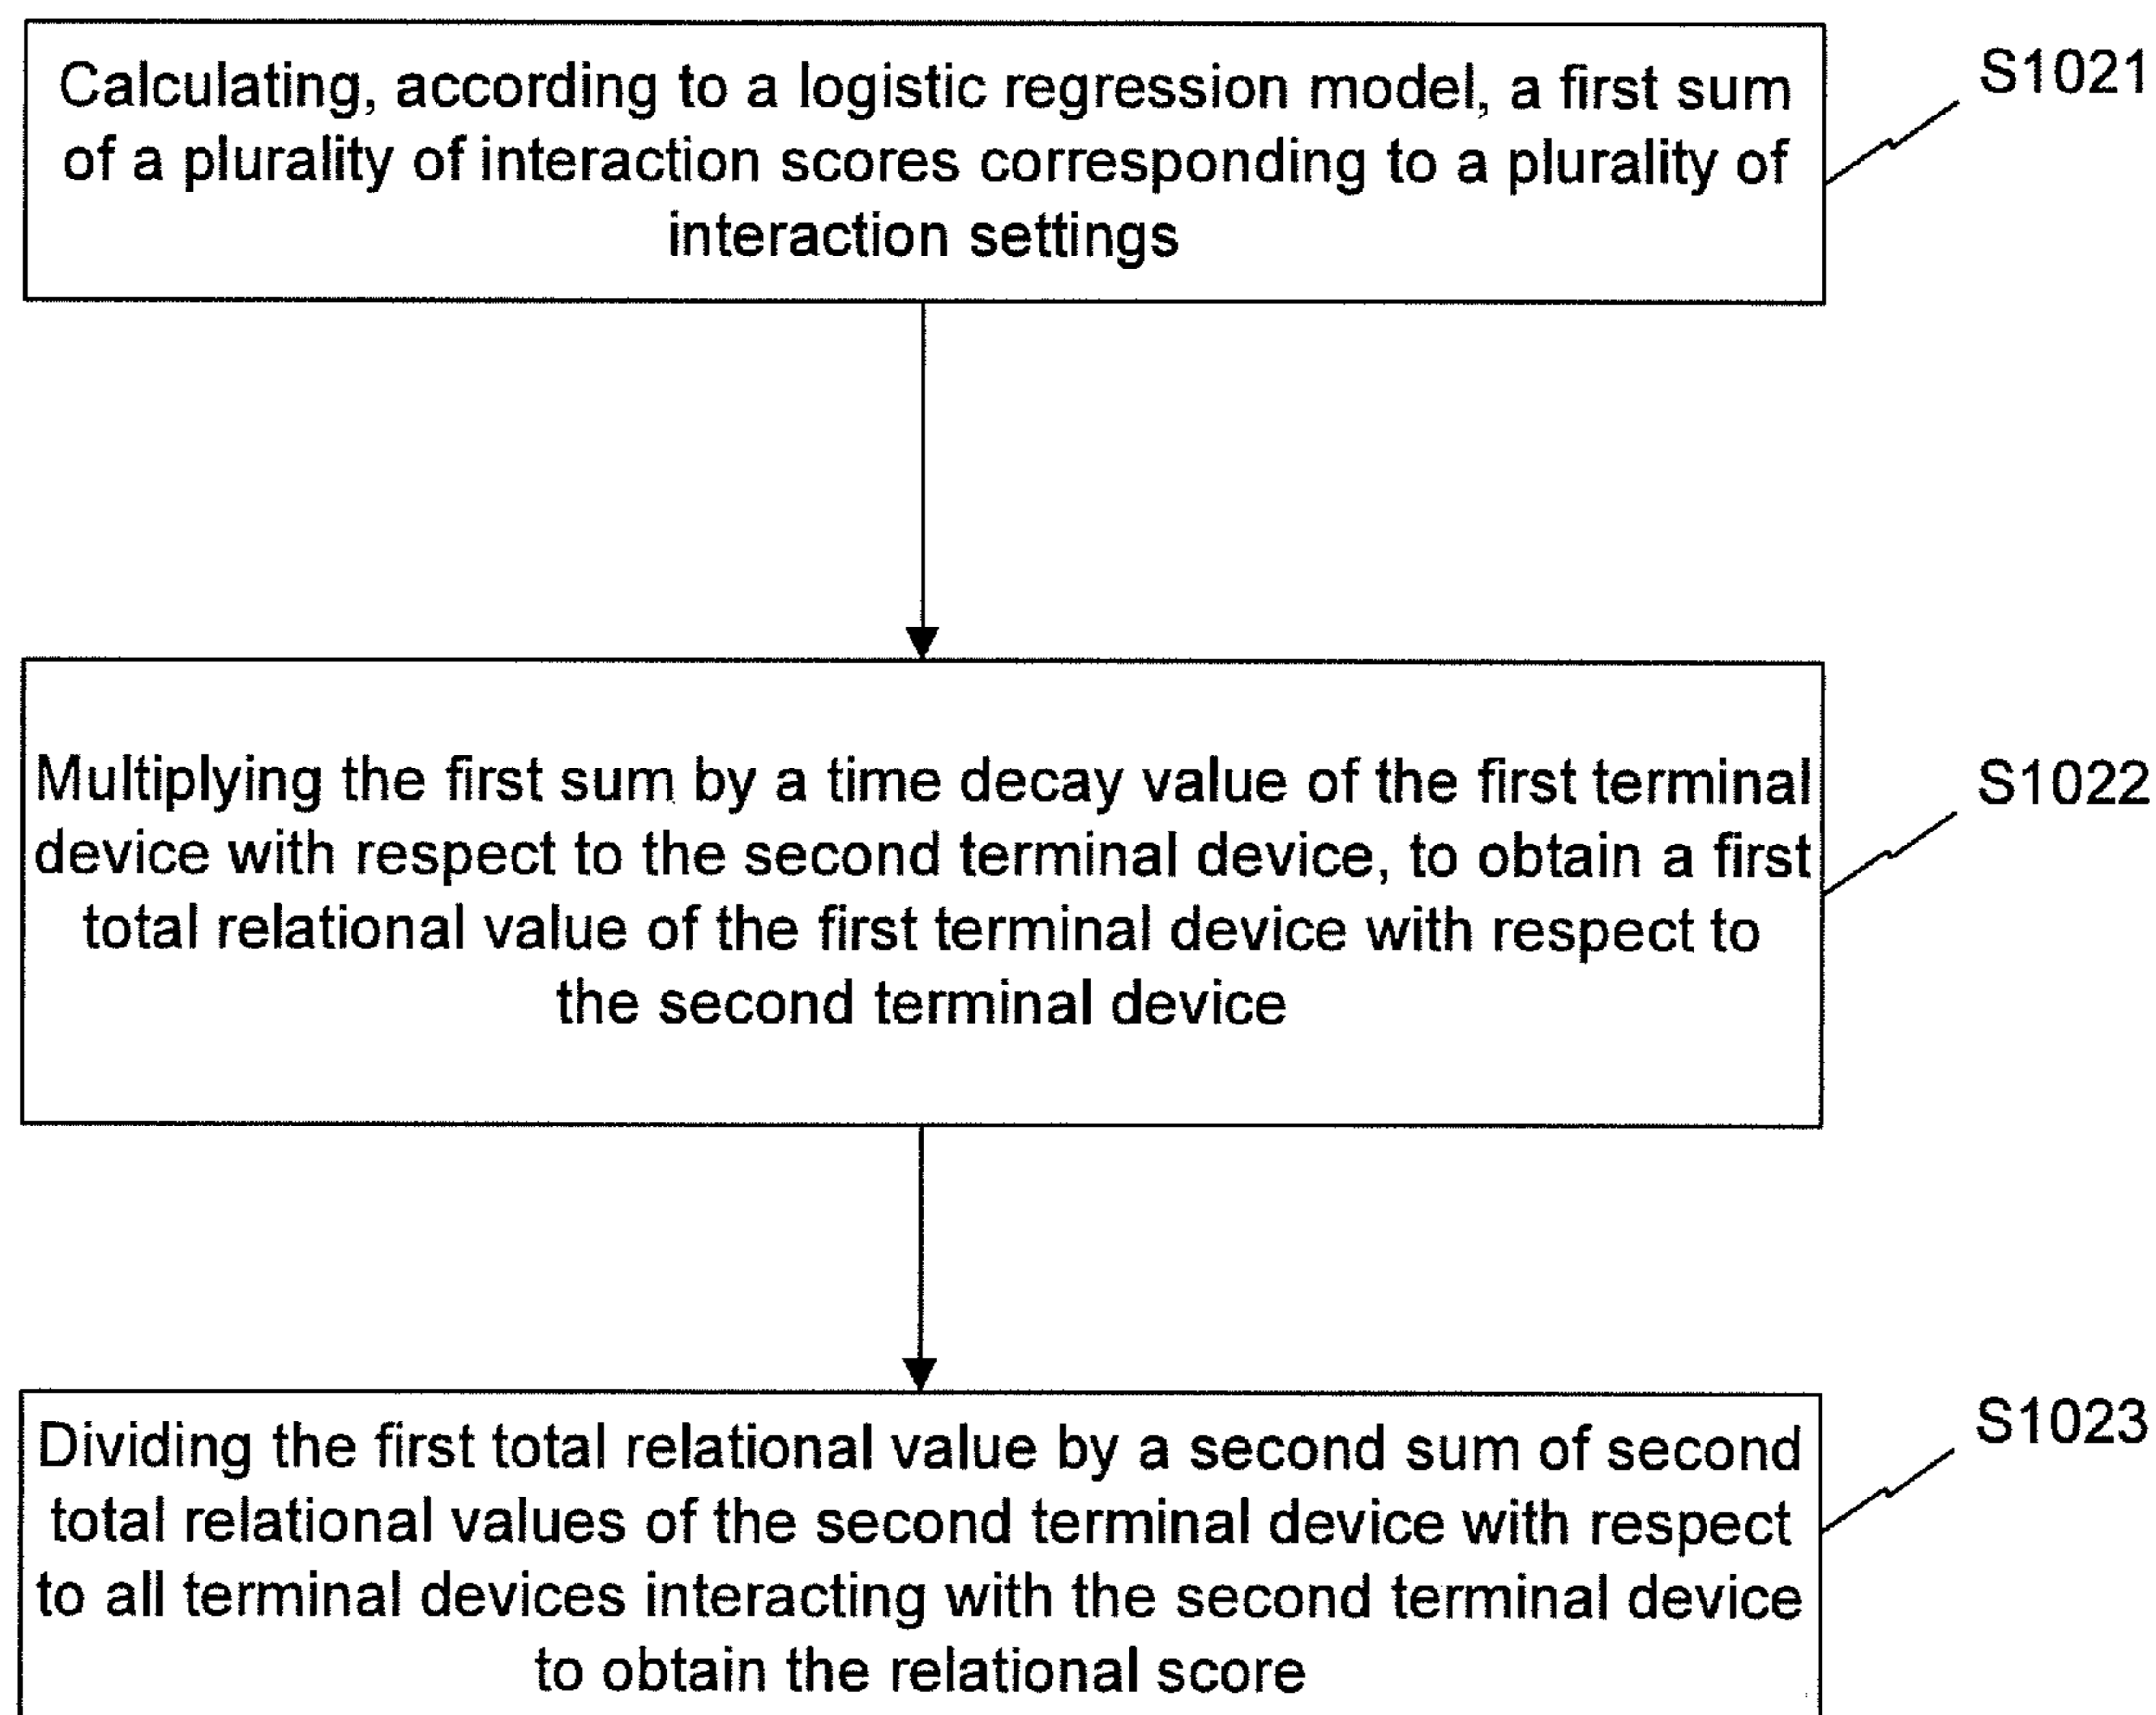 Calculating, according to a logistic regression model, a first sum
of a plurality of interaction scores corresponding to a plurality of
interaction settings
S1021
Multiplying the first sum by a time decay value of the first terminal
device with respect to the second terminal device, to obtain a first
total relational value of the first terminal device with respect to
the second terminal device
S1022
Dividing the first total relational value by a second sum of second
total relational values of the second terminal device with respect
to all terminal devices interacting with the second terminal device
to obtain the relational score
S1023